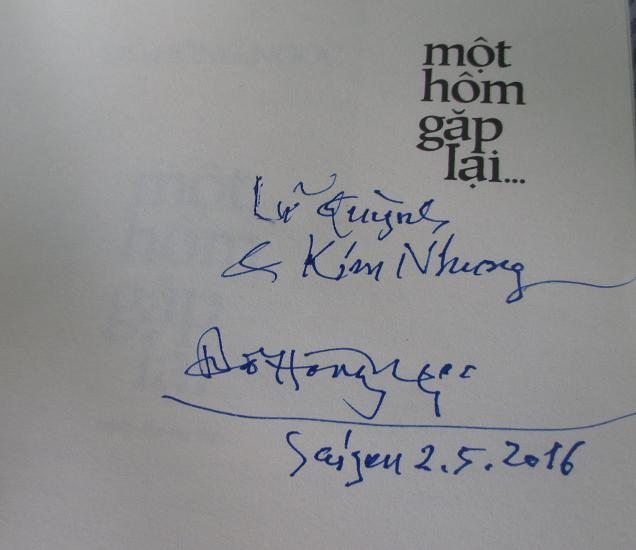 một
hôm
gặp
lại...
Lữ Quỳnh
& Kim Nhung
Đỗ Hồng Ngọc
Saigon 2.5.2016